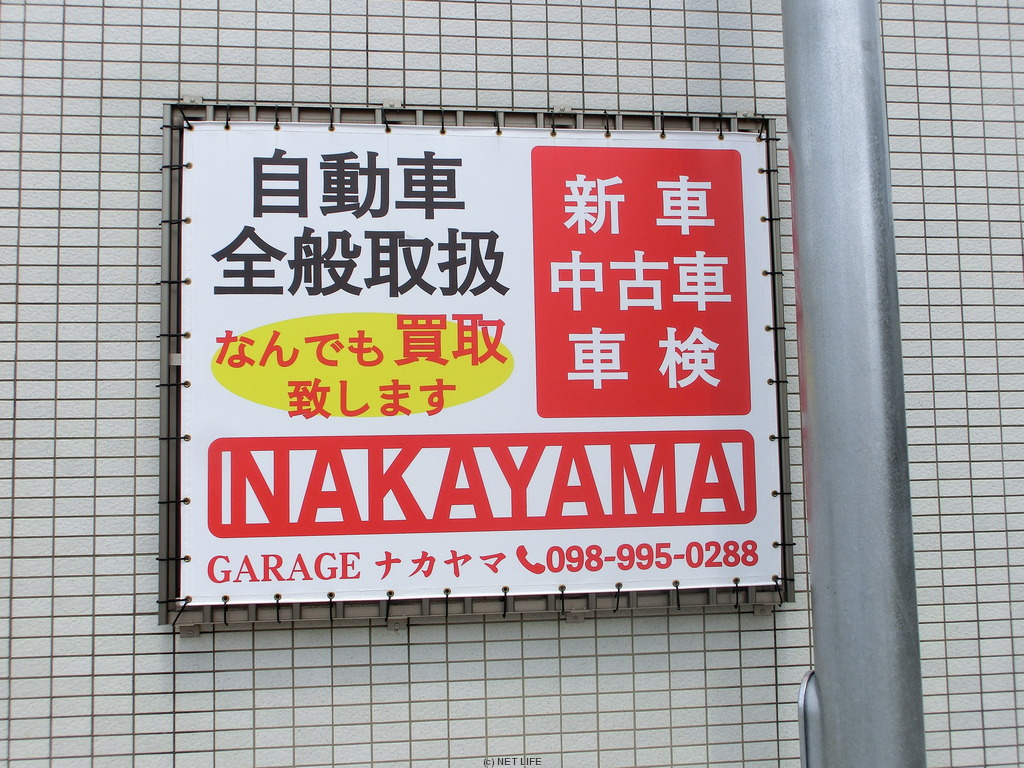 自動車
全般取扱
なんでも買取
致します
新車
中古車
車検
NAKAYAMA
GARAGE ナカヤマ 098-995-0288
(c) NET LIFE